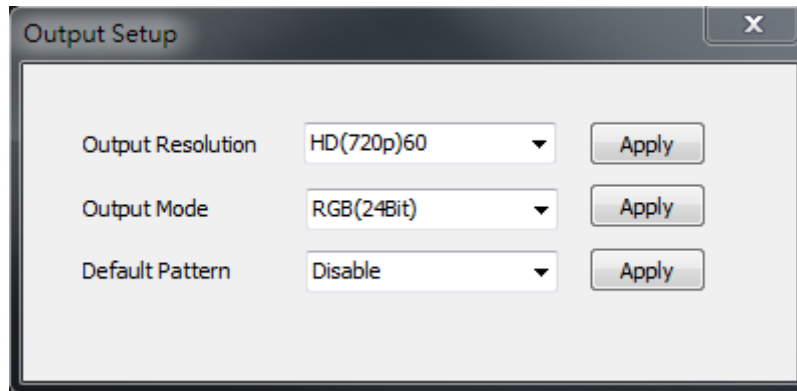 Output Setup
x
Output Resolution HD(720p)60 Apply
Output Mode RGB(24Bit) Apply
Default Pattern Disable Apply